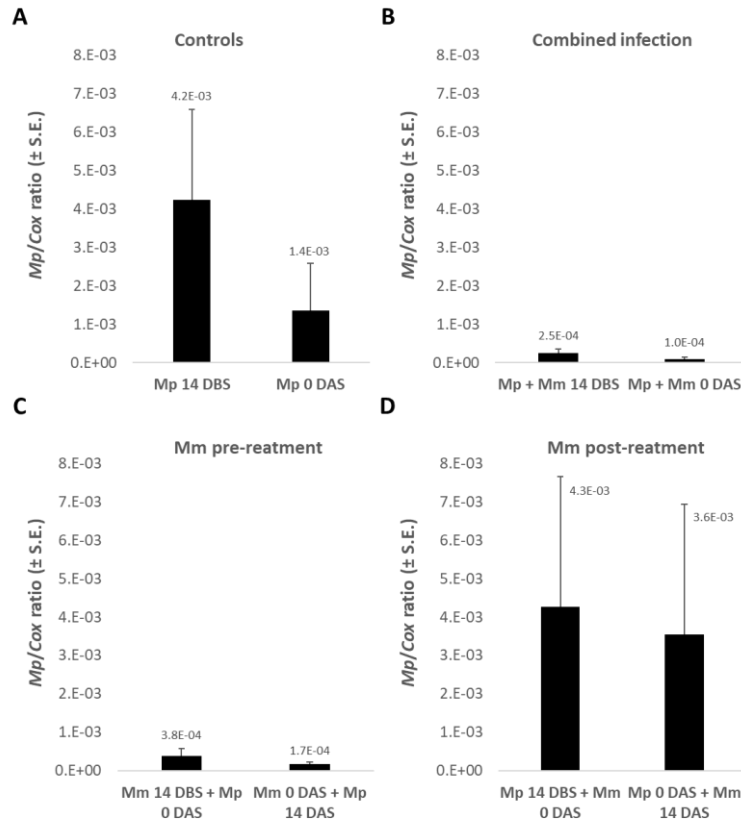 A
Controls
8.E-03
7.E-03
6.E-03
5.E-03
4.E-03
3.E-03
2.E-03
1.E-03
0.E+00
Mp/Cox ratio (± S.E.)
4.2E-03
1.4E-03
Mp 14 DBS
Mp 0 DAS
B
Combined infection
8.E-03
7.E-03
6.E-03
5.E-03
4.E-03
3.E-03
2.E-03
1.E-03
0.E+00
Mp/Cox ratio (± S.E.)
2.5E-04
1.0E-04
Mp + Mm 14 DBS
Mp + Mm 0 DAS
C
Mm pre-reatment
8.E-03
7.E-03
6.E-03
5.E-03
4.E-03
3.E-03
2.E-03
1.E-03
0.E+00
Mp/Cox ratio (± S.E.)
3.8E-04
1.7E-04
Mm 14 DBS + Mp
0 DAS
Mm 0 DAS + Mp
14 DAS
D
Mm post-reatment
8.E-03
7.E-03
6.E-03
5.E-03
4.E-03
3.E-03
2.E-03
1.E-03
0.E+00
Mp/Cox ratio (± S.E.)
4.3E-03
3.6E-03
Mp 14 DBS + Mm
0 DAS
Mp 0 DAS + Mm
14 DAS